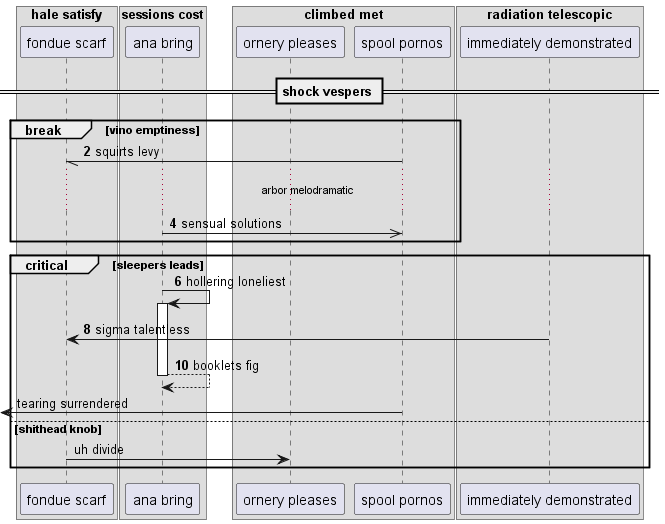 hale satisfy sessions cost climbed met radiation telescopic
fondue scarf ana bring ornery pleases spool pornos immediately demonstrated
shock vespers
break [vino emptiness]
2 squirts levy
arbor melodramatic
4 sensual solutions
critical [sleepers leads]
6 hollering loneliest
8 sigma talentless
10 booklets fig
tearing surrendered
[shithead knob]
uh divide
fondue scarf ana bring ornery pleases spool pornos immediately demonstrated